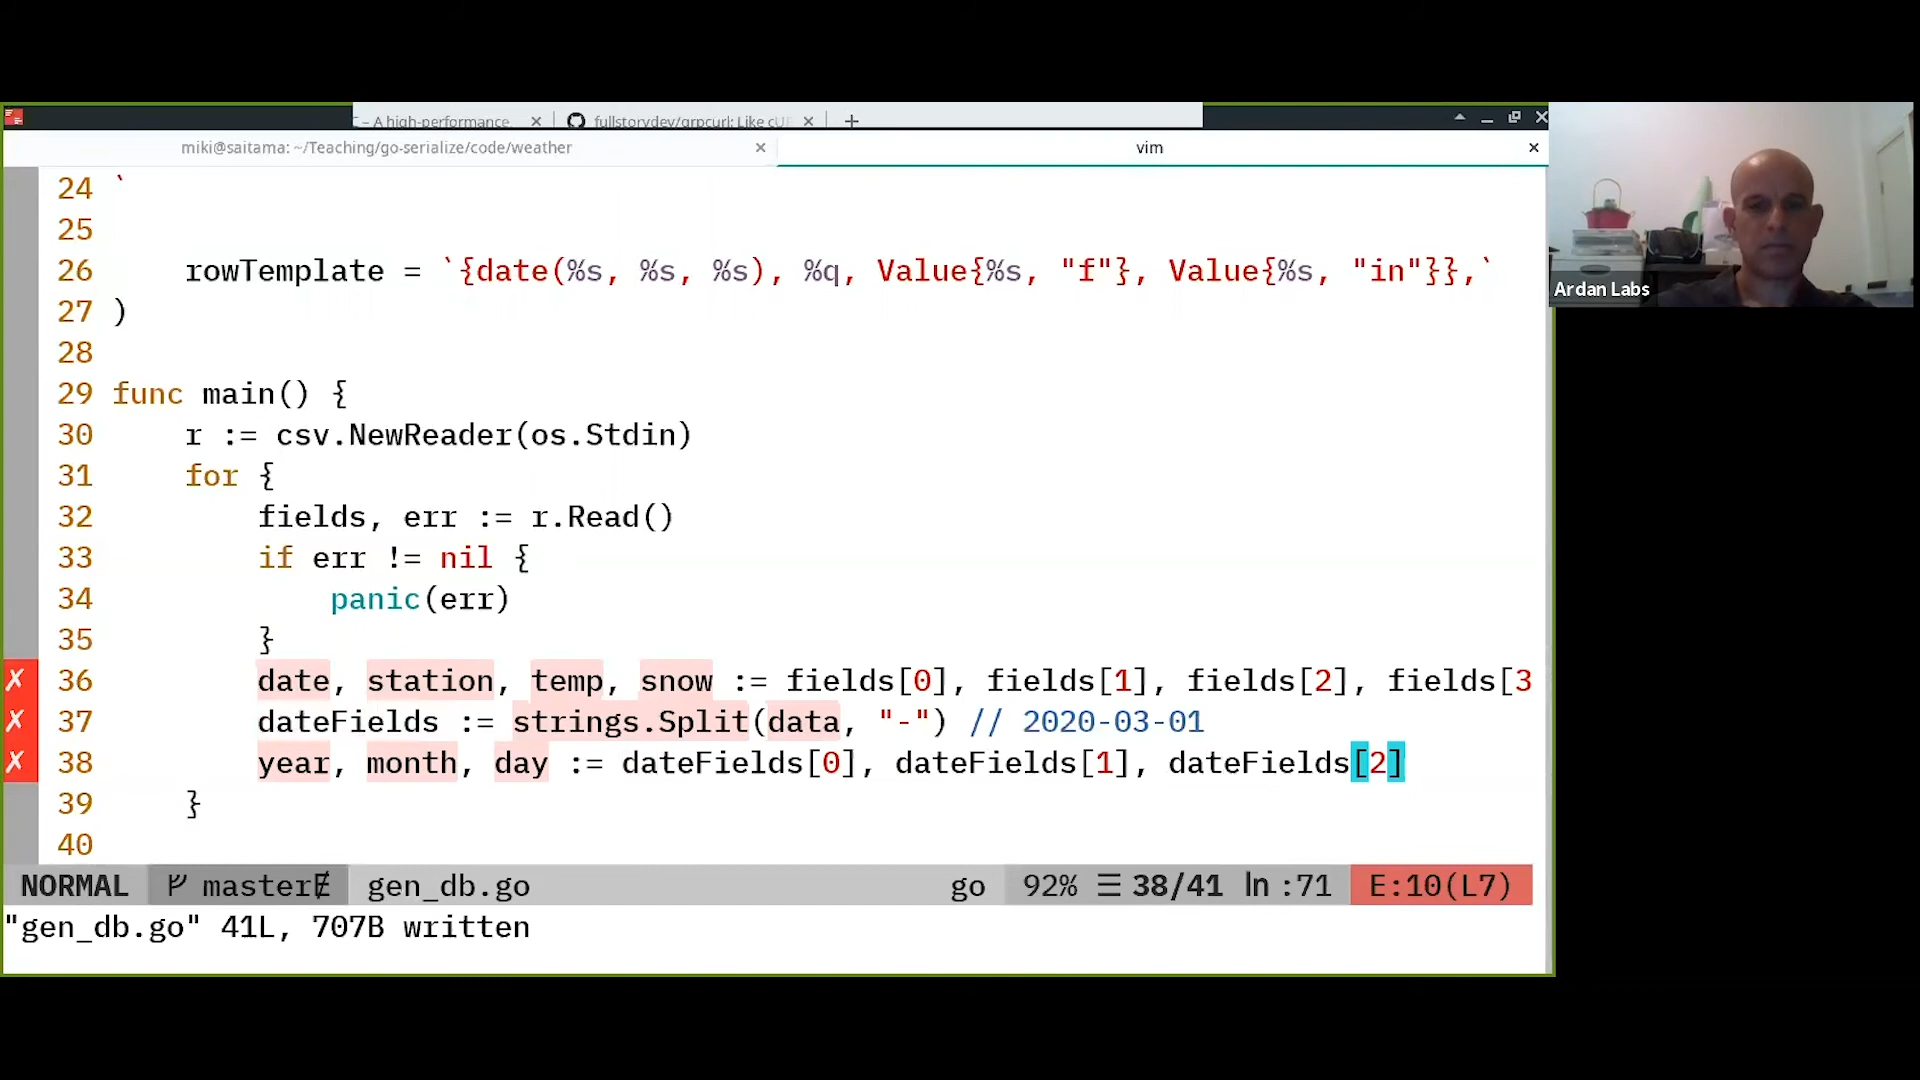 – A high-performance
fullstorydev/grpcurl: Like cU
miki@saitama: ~/Teaching/go-serialize/code/weather
vim
24 `
25
26 rowTemplate = `{date(%s, %s, %s), %q, Value{%s, "f"}, Value{%s, "in"}},`
27 )
28
29 func main() {
30 r := csv.NewReader(os.Stdin)
31 for {
32 fields, err := r.Read()
33 if err != nil {
34 panic(err)
35 }
36 date, station, temp, snow := fields[0], fields[1], fields[2], fields[3
37 dateFields := strings.Split(data, "-") // 2020-03-01
38 year, month, day := dateFields[0], dateFields[1], dateFields[2]
39 }
40
NORMAL master gen_db.go go 92% ☰ 38/41 ln :71 E:10(L7)
"gen_db.go" 41L, 707B written
Ardan Labs